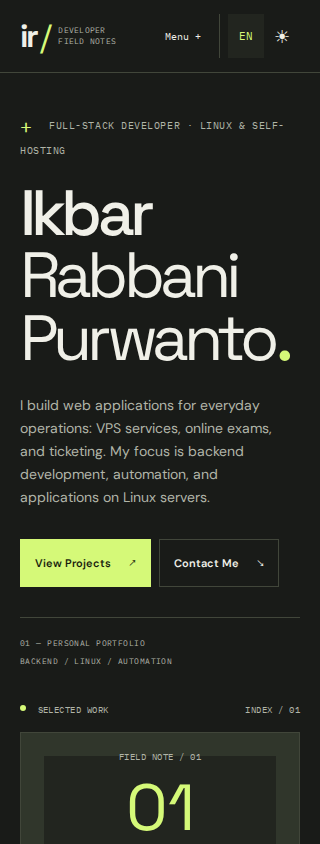 ir/ DEVELOPER
FIELD NOTES
Menu +
EN
+ FULL-STACK DEVELOPER · LINUX & SELF-
HOSTING
Ikbar
Rabbani
Purwanto.
I build web applications for everyday
operations: VPS services, online exams,
and ticketing. My focus is backend
development, automation, and
applications on Linux servers.
View Projects ↗
Contact Me ↘
01 — PERSONAL PORTFOLIO
BACKEND / LINUX / AUTOMATION
SELECTED WORK
INDEX / 01
FIELD NOTE / 01
01